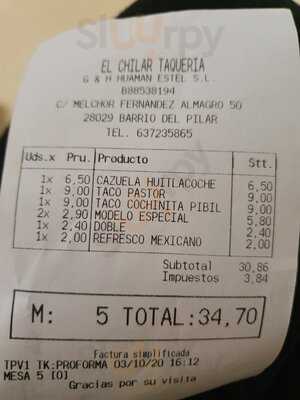 Sluurpy
EL CHILAR TAQUERIA
G & H HUAMAN ESTEL S.L.
B88538194
C/ MELCHOR FERNANDEZ ALMAGRO 50
28029 BARRIO DEL PILAR
TEL. 637235865
Uds.x Pru. Producto Stt.
1x 6,50 CAZUELA HUITLACOCHE 6,50
1x 9,00 TACO PASTOR 9,00
1x 9,00 TACO COCHINITA PIBIL 9,00
2x 2,90 MODELO ESPECIAL 5,80
1x 2,40 DOBLE 2,40
1x 2,00 REFRESCO MEXICANO 2,00
Subtotal 30,86
Impuestos 3,84
M: 5 TOTAL:34,70
Factura simplificada
TPV1 TK:PROFORMA 03/10/20 16:12
MESA 5 [0]
Gracias por su visita